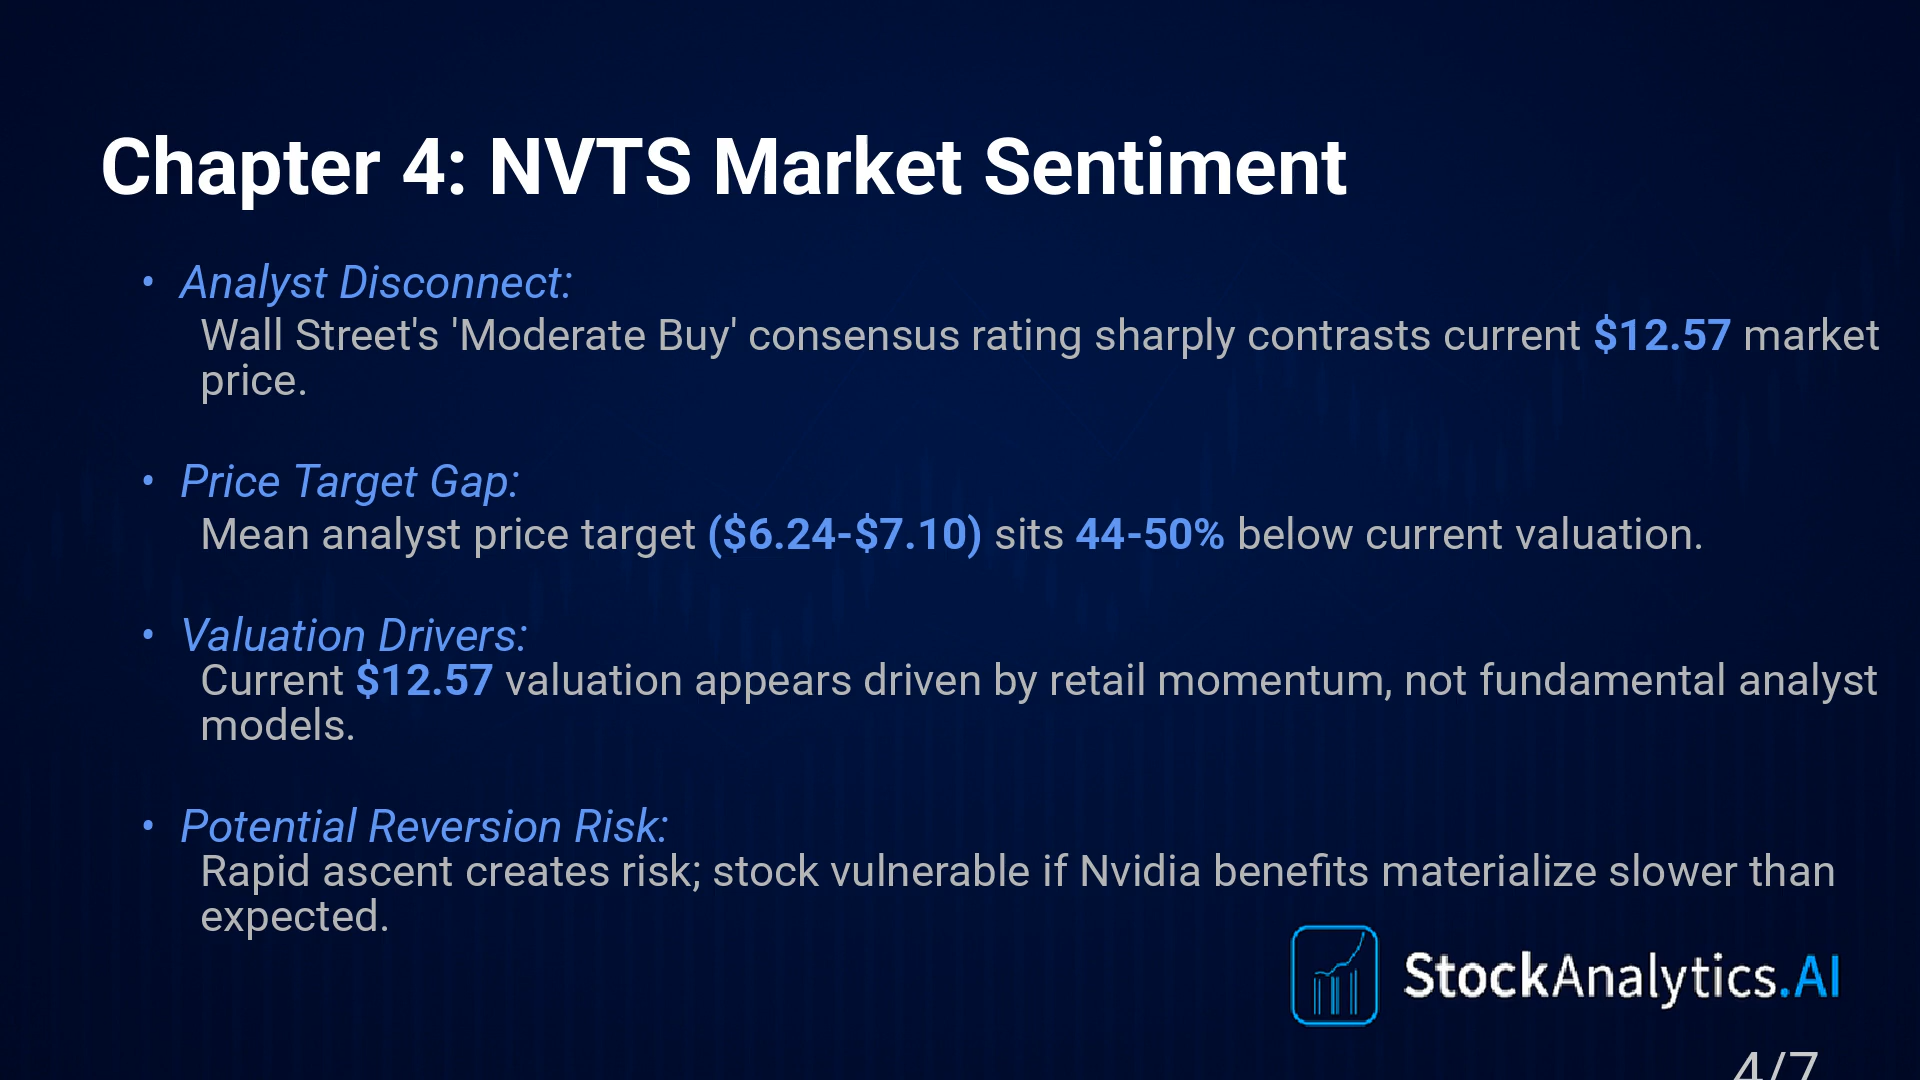 Chapter 4: NVTS Market Sentiment
• Analyst Disconnect:
Wall Street's 'Moderate Buy' consensus rating sharply contrasts current $12.57 market
price.
• Price Target Gap:
Mean analyst price target ($6.24-$7.10) sits 44-50% below current valuation.
• Valuation Drivers:
Current $12.57 valuation appears driven by retail momentum, not fundamental analyst
models.
• Potential Reversion Risk:
Rapid ascent creates risk; stock vulnerable if Nvidia benefits materialize slower than
expected.
StockAnalytics.AI
4/7